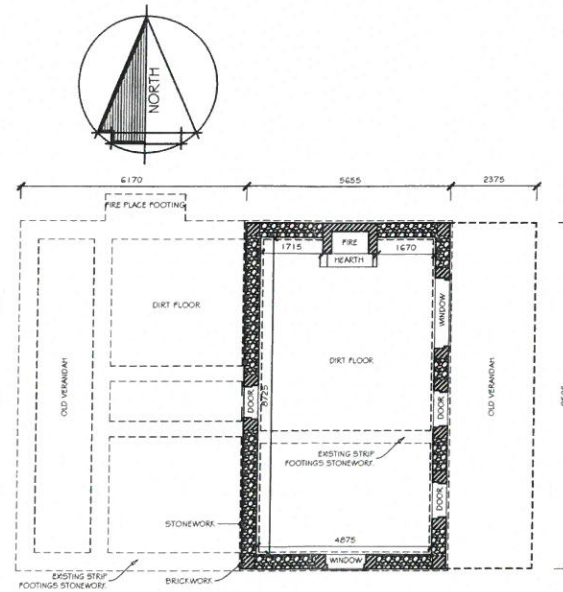 NORTH
6170
5655
2375
FIRE PLACE FOOTING
FIRE
1715
1670
HEARTH
DIRT FLOOR
WINDOW
DIRT FLOOR
OLD VERANDAH
OLD VERANDAH
DOOR
8725
DOOR
EXISTING STRIP
FOOTINGS STONEWORK.
DOOR
STONEWORK
4875
WINDOW
EXISTING STRIP
FOOTINGS STONEWORK.
BRICKWORK